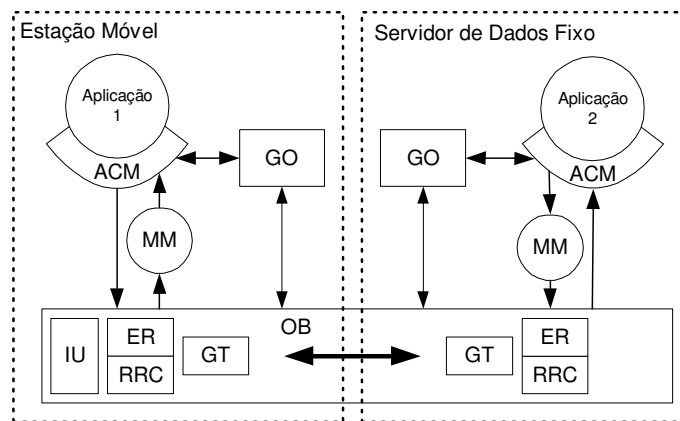 Estação Móvel
Servidor de Dados Fixo
Aplicação
1
ACM
GO
MM
GO
Aplicação
2
ACM
MM
IU
ER
RRC
GT
OB
GT
ER
RRC